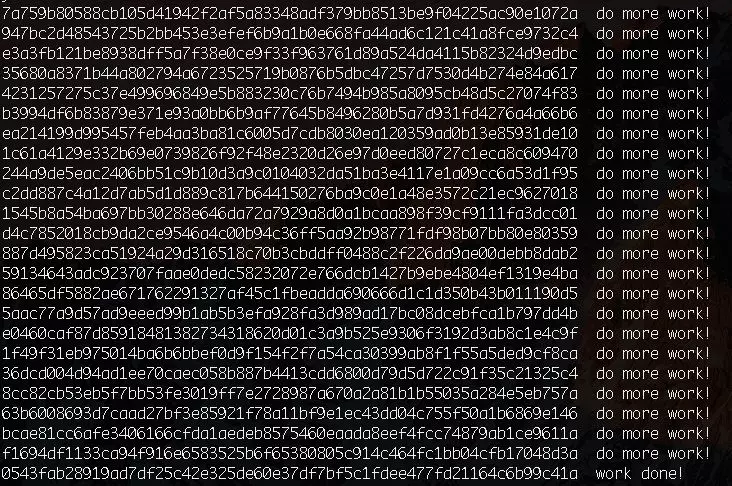 7a759b80588cb105d41942f2af5a83348adf379bb8513be9f04225ac90e1072a do more work!
947bc2d48543725b2bb453e3efef6b9a1b0e668fa44ad6c121c41a8fce9732c4 do more work!
e3a3fb121be8938dff5a7f38e0ce9f33f963761d89a524da4115b82324d9edbc do more work!
35680a8371b44a802794a6723525719b0876b5dbc47257d7530d4b274e84a617 do more work!
4231257275c37e499696849e5b883230c76b7494b985a8095cb48d5c27074f83 do more work!
b3994df6b83879e371e93a0bb6b9af77645b8496280b5a7d931fd4276a4a66b6 do more work!
ea214199d995457feb4aa3ba81c6005d7cdb8030ea120359ad0b13e85931de10 do more work!
1c61a4129e332b69e0739826f92f48e2320d26e97d0eed80727c1eca8c609470 do more work!
244a9de5eac2406bb51c9b10d3a9c0104032da51ba3e4117e1a09cc6a53d1f95 do more work!
c2dd887c4a12d7ab5d1d889c817b644150276ba9c0e1a48e3572c21ec9627018 do more work!
1545b8a54ba697bb30288e646da72a7929a8d0a1bcaa898f39cf9111fa3dcc01 do more work!
d4c7852018cb9da2ce9546a4c00b94c36ff5aa92b98771fdf98b07bb80e80359 do more work!
887d495823ca51924a29d316518c70b3cbddff0488c2f226da9ae00debb8dab2 do more work!
59134643adc923707faae0dedc58232072e766dcb1427b9ebe4804ef1319e4ba do more work!
86465df5882ae671762291327af45c1fbeadda690666d1c1d350b43b011190d5 do more work!
5aac77a9d57ad9eeed99b1ab5b3efa928fa3d989ad17bc08dcebfca1b797dd4b do more work!
e0460caf87d85918481382734318620d01c3a9b525e9306f3192d3ab8c1e4c9f do more work!
1f49f31eb975014ba6b6bbef0d9f154f2f7a54ca30399ab8f1f55a5ded9cf8ca do more work!
36dcd004d94ad1ee70caec058b887b4413cdd6800d79d5d722c91f35c21325c4 do more work!
8cc82cb53eb5f7bb53fe3019ff7e2728987a670a2a81b1b55035a284e5eb757a do more work!
63b6008693d7caad27bf3e85921f78a11bf9e1ec43dd04c755f50a1b6869e146 do more work!
bcae81cc6afe3406166cfda1aedeb8575460eaada8eef4fcc74879ab1ce9611a do more work!
f1694df1133ca94f916e6583525b6f65380805c914c464fc1bb04cfb17048d3a do more work!
0543fab28919ad7df25c42e325de60e37df7bf5c1fdee477fd21164c6b99c41a work done!